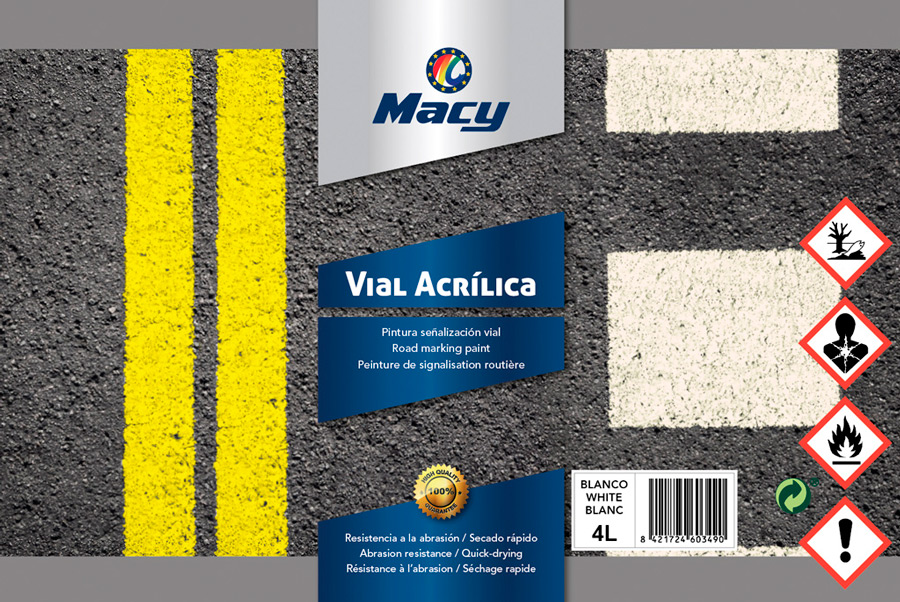 Macy
Vial Acrílica
Pintura señalización vial
Road marking paint
Peinture de signalisation routière
HIGH QUALITY
100%
GUARANTEE
Resistencia a la abrasión / Secado rápido
Abrasion resistance / Quick-drying
Résistance à l'abrasion / Séchage rapide
BLANCO
WHITE
BLANC
4L
8 421724 603490